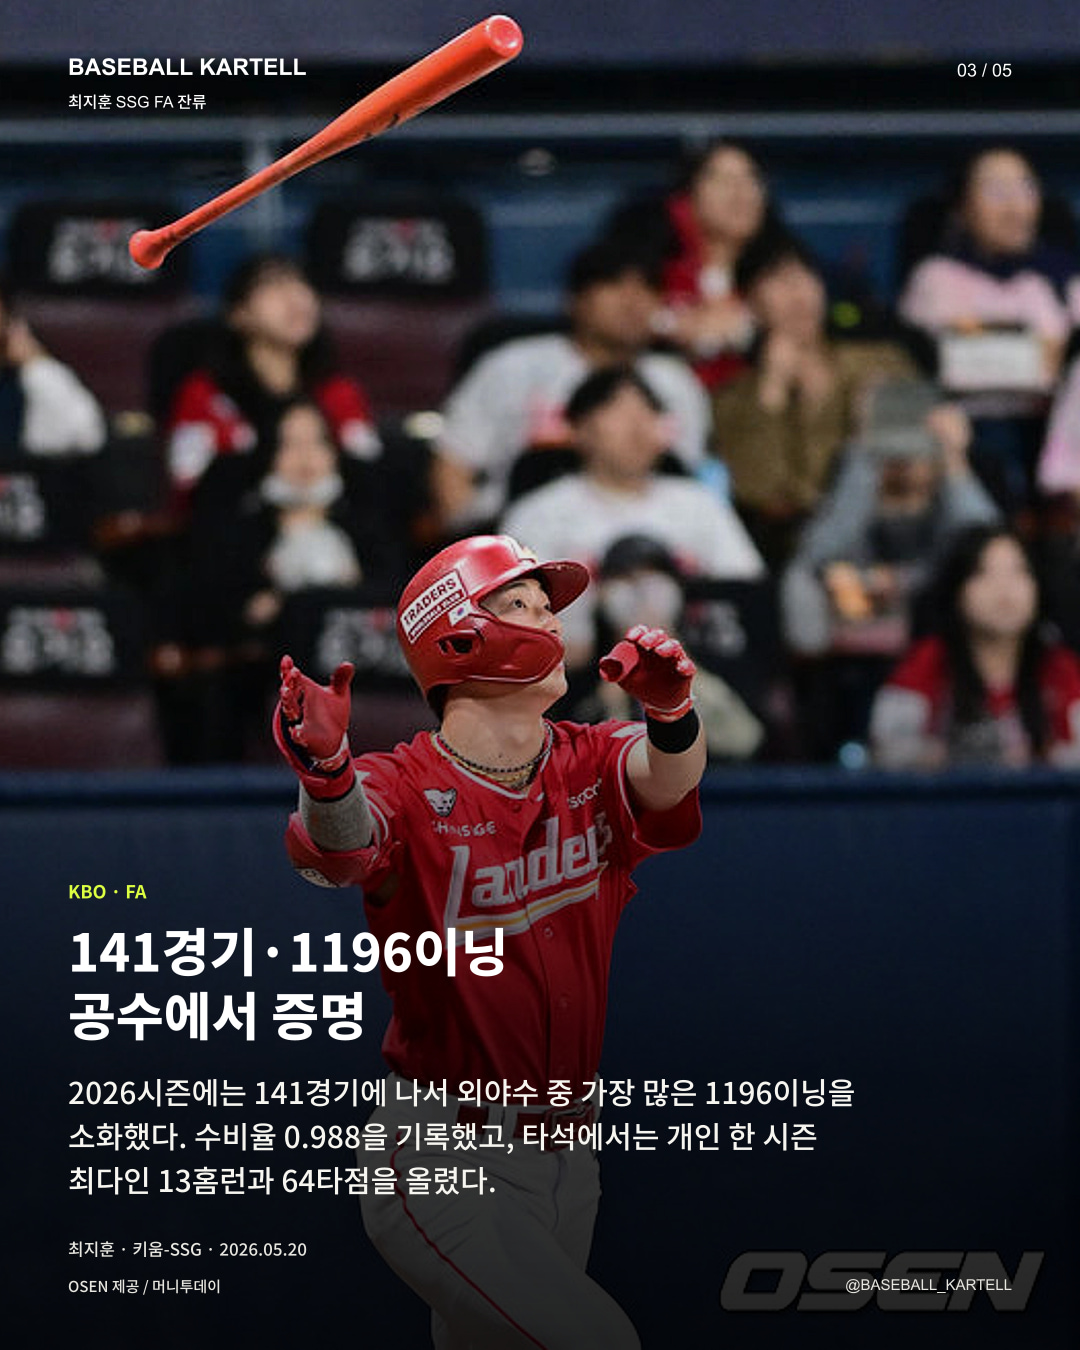 BASEBALL KARTELL
03 / 05
최지훈 SSG FA 잔류
TRADERS
WHOLESALE CLUB
Landers
KBO · FA
141경기·1196이닝
공수에서 증명
2026시즌에는 141경기에 나서 외야수 중 가장 많은 1196이닝을
소화했다. 수비율 0.988을 기록했고, 타석에서는 개인 한 시즌
최다인 13홈런과 64타점을 올렸다.
최지훈 · 키움-SSG · 2026.05.20
OSEN 제공 / 머니투데이
OSEN
@BASEBALL_KARTELL